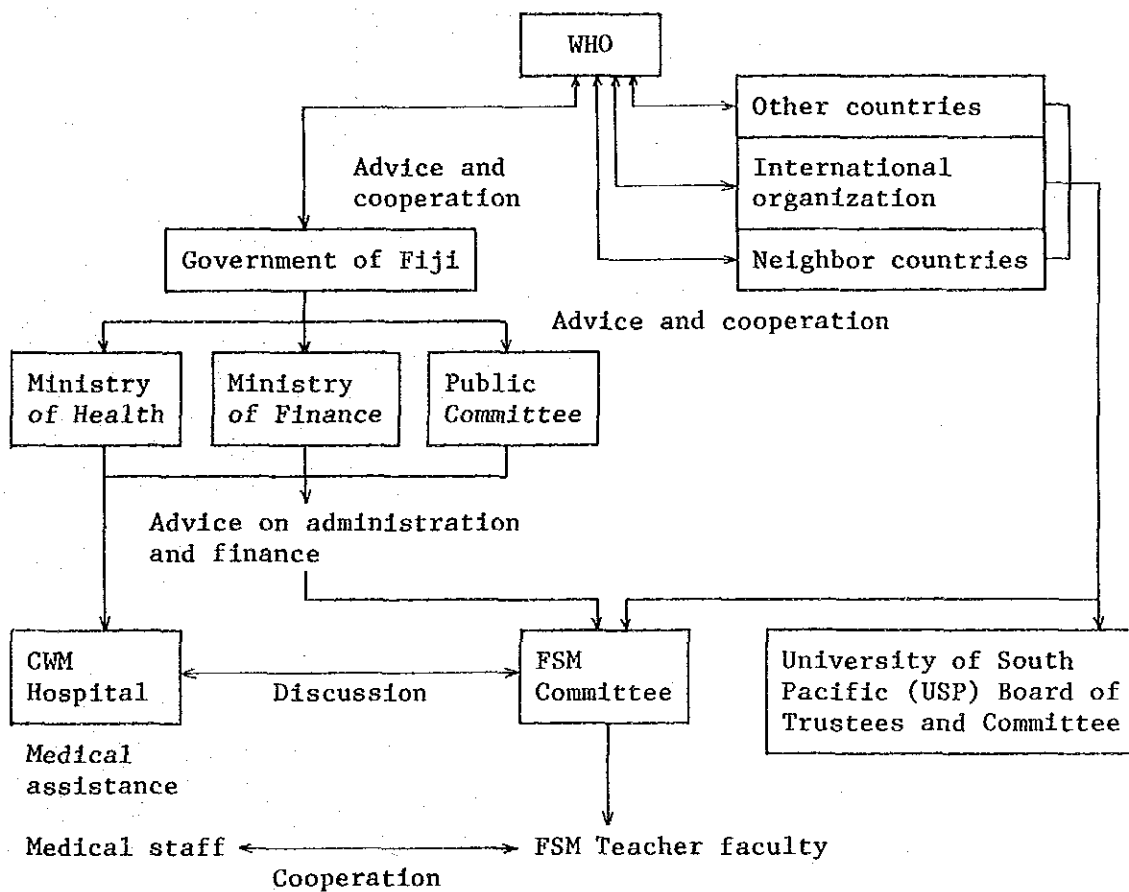 WHO
Other countries
International
organization
Neighbor countries
Advice and
cooperation
Government of Fiji
Advice and cooperation
Ministry
of Health
Ministry
of Finance
Public
Committee
Advice on administration
and finance
CWM
Hospital
Discussion
FSM
Committee
University of South
Pacific (USP) Board of
Trustees and Committee
Medical
assistance
Medical staff
Cooperation
FSM Teacher faculty